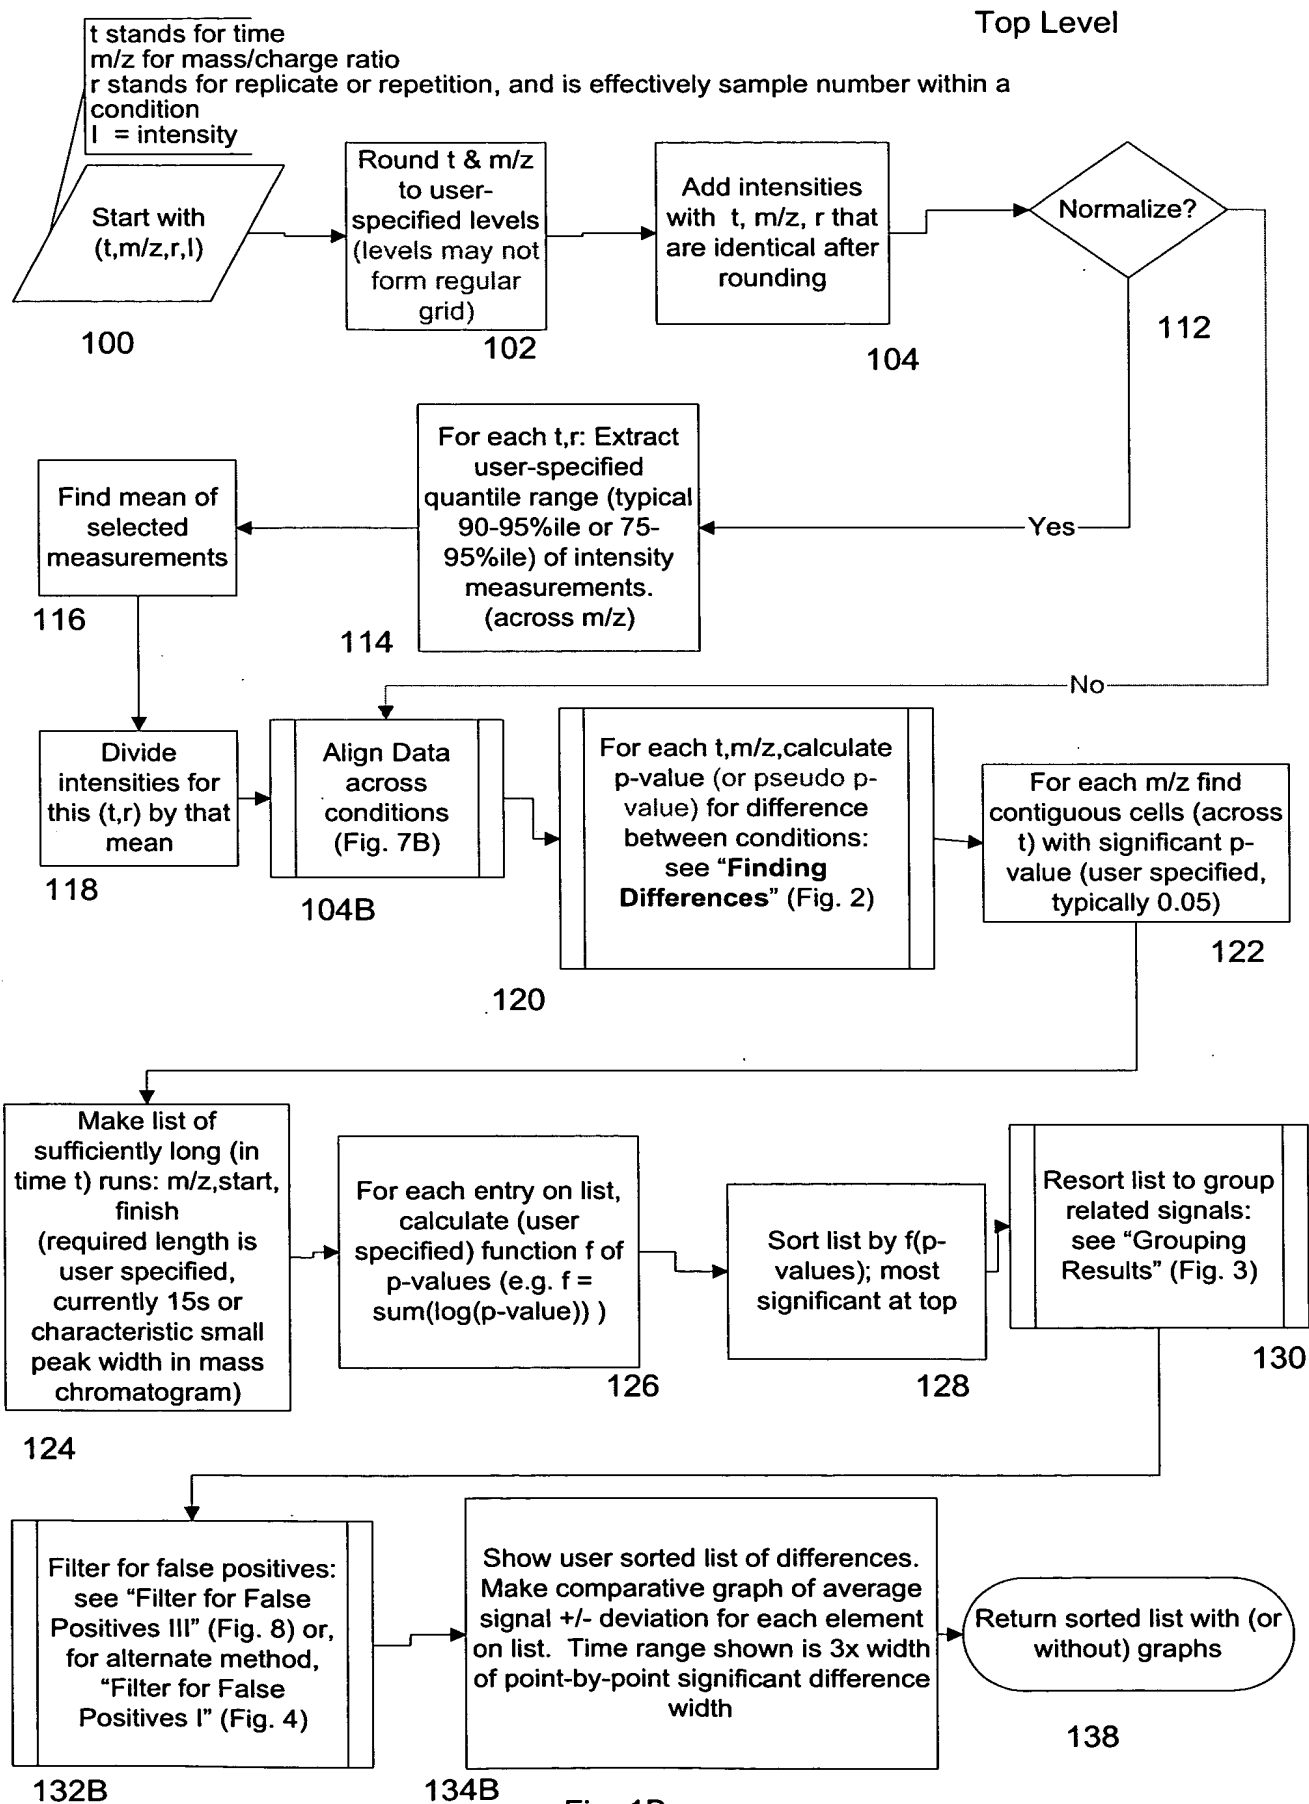 Top Level
t stands for time
m/z for mass/charge ratio
r stands for replicate or repetition, and is effectively sample number within a
condition
I = intensity
Start with
(t,m/z,r,I)
100
Round t & m/z
to user-
specified levels
(levels may not
form regular
grid)
102
Add intensities
with t, m/z, r that
are identical after
rounding
104
Normalize?
112
Yes
No
For each t,r: Extract
user-specified
quantile range (typical
90-95%ile or 75-
95%ile) of intensity
measurements.
(across m/z)
114
Find mean of
selected
measurements
116
Divide
intensities for
this (t,r) by that
mean
118
Align Data
across
conditions
(Fig. 7B)
104B
For each t,m/z,calculate
p-value (or pseudo p-
value) for difference
between conditions:
see “Finding
Differences” (Fig. 2)
120
For each m/z find
contiguous cells (across
t) with significant p-
value (user specified,
typically 0.05)
122
Make list of
sufficiently long (in
time t) runs: m/z,start,
finish
(required length is
user specified,
currently 15s or
characteristic small
peak width in mass
chromatogram)
124
For each entry on list,
calculate (user
specified) function f of
p-values (e.g. f =
sum(log(p-value)) )
126
Sort list by f(p-
values); most
significant at top
128
Resort list to group
related signals:
see “Grouping
Results” (Fig. 3)
130
Filter for false positives:
see “Filter for False
Positives III” (Fig. 8) or,
for alternate method,
“Filter for False
Positives I” (Fig. 4)
132B
Show user sorted list of differences.
Make comparative graph of average
signal +/- deviation for each element
on list. Time range shown is 3x width
of point-by-point significant difference
width
134B
Return sorted list with (or
without) graphs
138